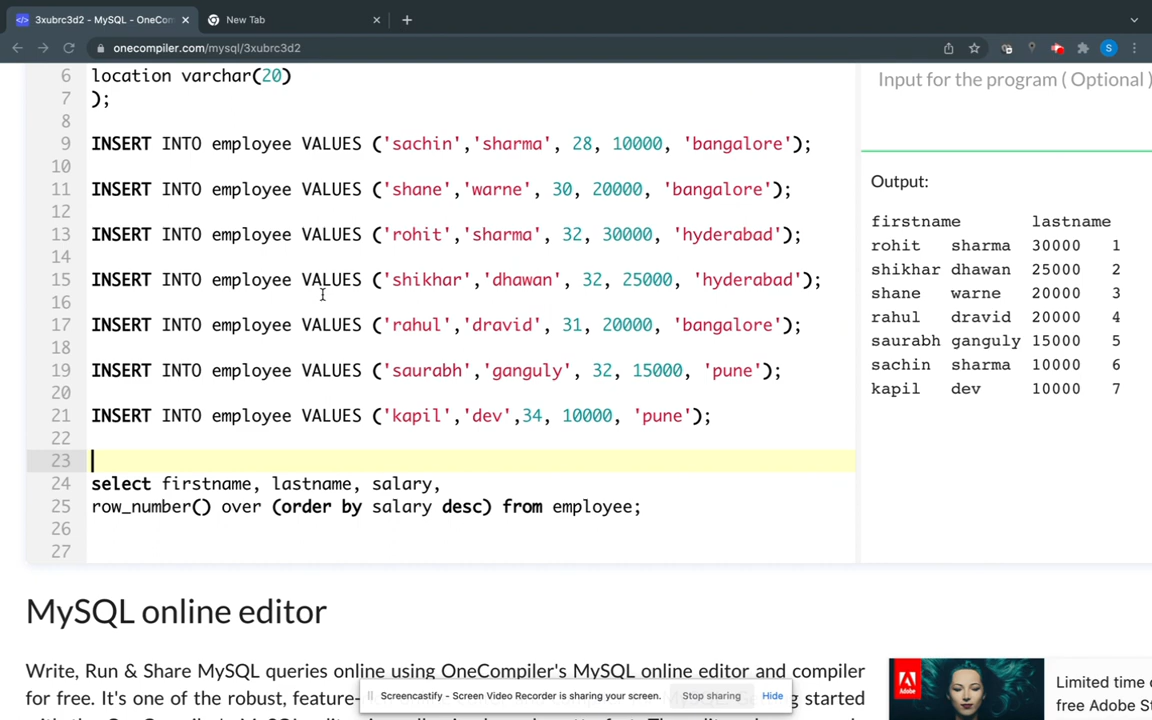 3xubrc3d2 - MySQL - OneCom
New Tab
onecompiler.com/mysql/3xubrc3d2
S
6 location varchar(20)
7 );
8
9 INSERT INTO employee VALUES ('sachin','sharma', 28, 10000, 'bangalore');
10
11 INSERT INTO employee VALUES ('shane','warne', 30, 20000, 'bangalore');
12
13 INSERT INTO employee VALUES ('rohit','sharma', 32, 30000, 'hyderabad');
14
15 INSERT INTO employee VALUES ('shikhar','dhawan', 32, 25000, 'hyderabad');
16
17 INSERT INTO employee VALUES ('rahul','dravid', 31, 20000, 'bangalore');
18
19 INSERT INTO employee VALUES ('saurabh','ganguly', 32, 15000, 'pune');
20
21 INSERT INTO employee VALUES ('kapil','dev',34, 10000, 'pune');
22
23
24 select firstname, lastname, salary,
25 row_number() over (order by salary desc) from employee;
26
27
Input for the program ( Optional )
Output:
firstname lastname
rohit sharma 30000 1
shikhar dhawan 25000 2
shane warne 20000 3
rahul dravid 20000 4
saurabh ganguly 15000 5
sachin sharma 10000 6
kapil dev 10000 7
MySQL online editor
Write, Run & Share MySQL queries online using OneCompiler's MySQL online editor and compiler
for free. It's one of the robust, feature-
started
Screencastify - Screen Video Recorder is sharing your screen.
Stop sharing
Hide
Adobe
Limited time
free Adobe S